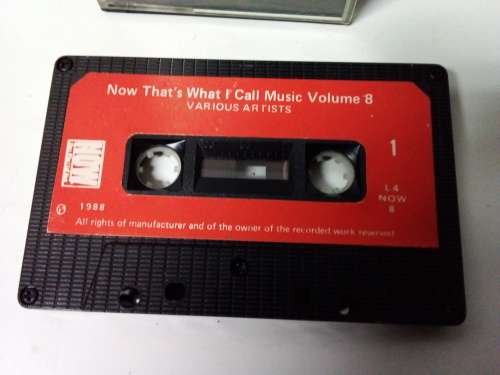 Now That's What I Call Music Volume 8
VARIOUS ARTISTS
1
NOW
L4
NOW
8
℗ 1988
All rights of manufacturer and of the owner of the recorded work reserved